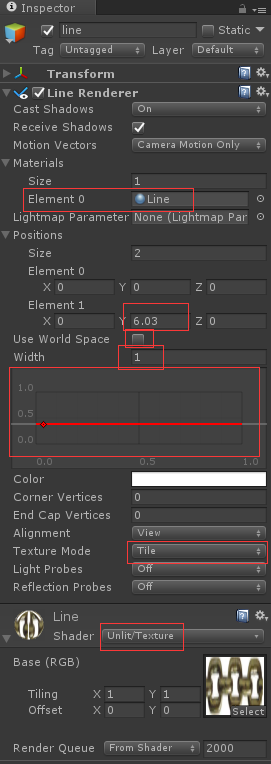 Inspector
line
Static
Tag Untagged Layer Default
Transform
Line Renderer
Cast Shadows On
Receive Shadows
Motion Vectors Camera Motion Only
Materials
Size 1
Element 0 Line
Lightmap Parameter None (Lightmap Par
Positions
Size 2
Element 0
X 0 Y 0 Z 0
Element 1
X 0 Y 6.03 Z 0
Use World Space
Width 1
1.0
0.5
0.0
0.0 0.5 1.0
Color
Corner Vertices 0
End Cap Vertices 0
Alignment View
Texture Mode Tile
Light Probes Off
Reflection Probes Off
Line
Shader Unlit/Texture
Base (RGB)
Tiling X 1 Y 1
Offset X 0 Y 0
Select
Render Queue From Shader 2000